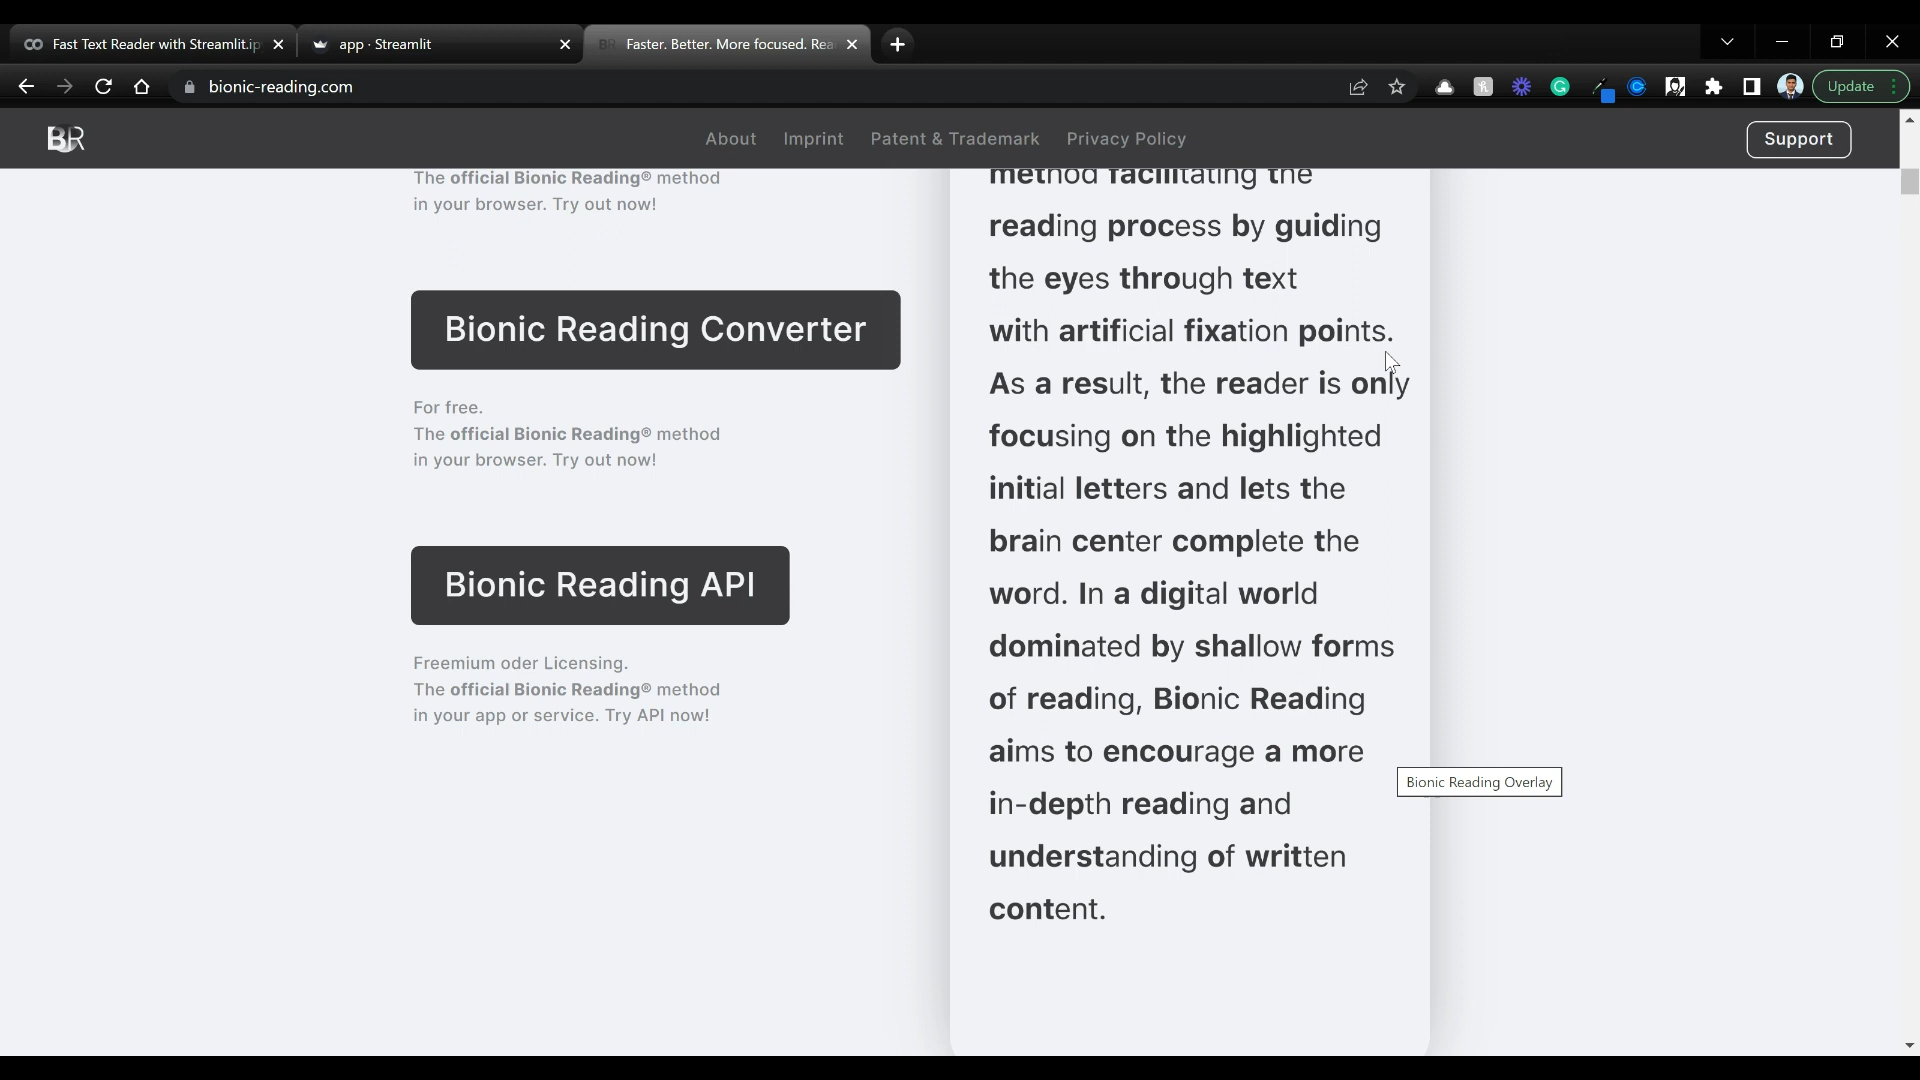 Fast Text Reader with Streamlit.ip
app · Streamlit
Faster. Better. More focused. Rea
bionic-reading.com
Update
BR
About
Imprint
Patent & Trademark
Privacy Policy
Support
The official Bionic Reading® method
in your browser. Try out now!
Bionic Reading Converter
For free.
The official Bionic Reading® method
in your browser. Try out now!
Bionic Reading API
Freemium oder Licensing.
The official Bionic Reading® method
in your app or service. Try API now!
method facilitating the
reading process by guiding
the eyes through text
with artificial fixation points.
As a result, the reader is only
focusing on the highlighted
initial letters and lets the
brain center complete the
word. In a digital world
dominated by shallow forms
of reading, Bionic Reading
aims to encourage a more
in-depth reading and
understanding of written
content.
Bionic Reading Overlay